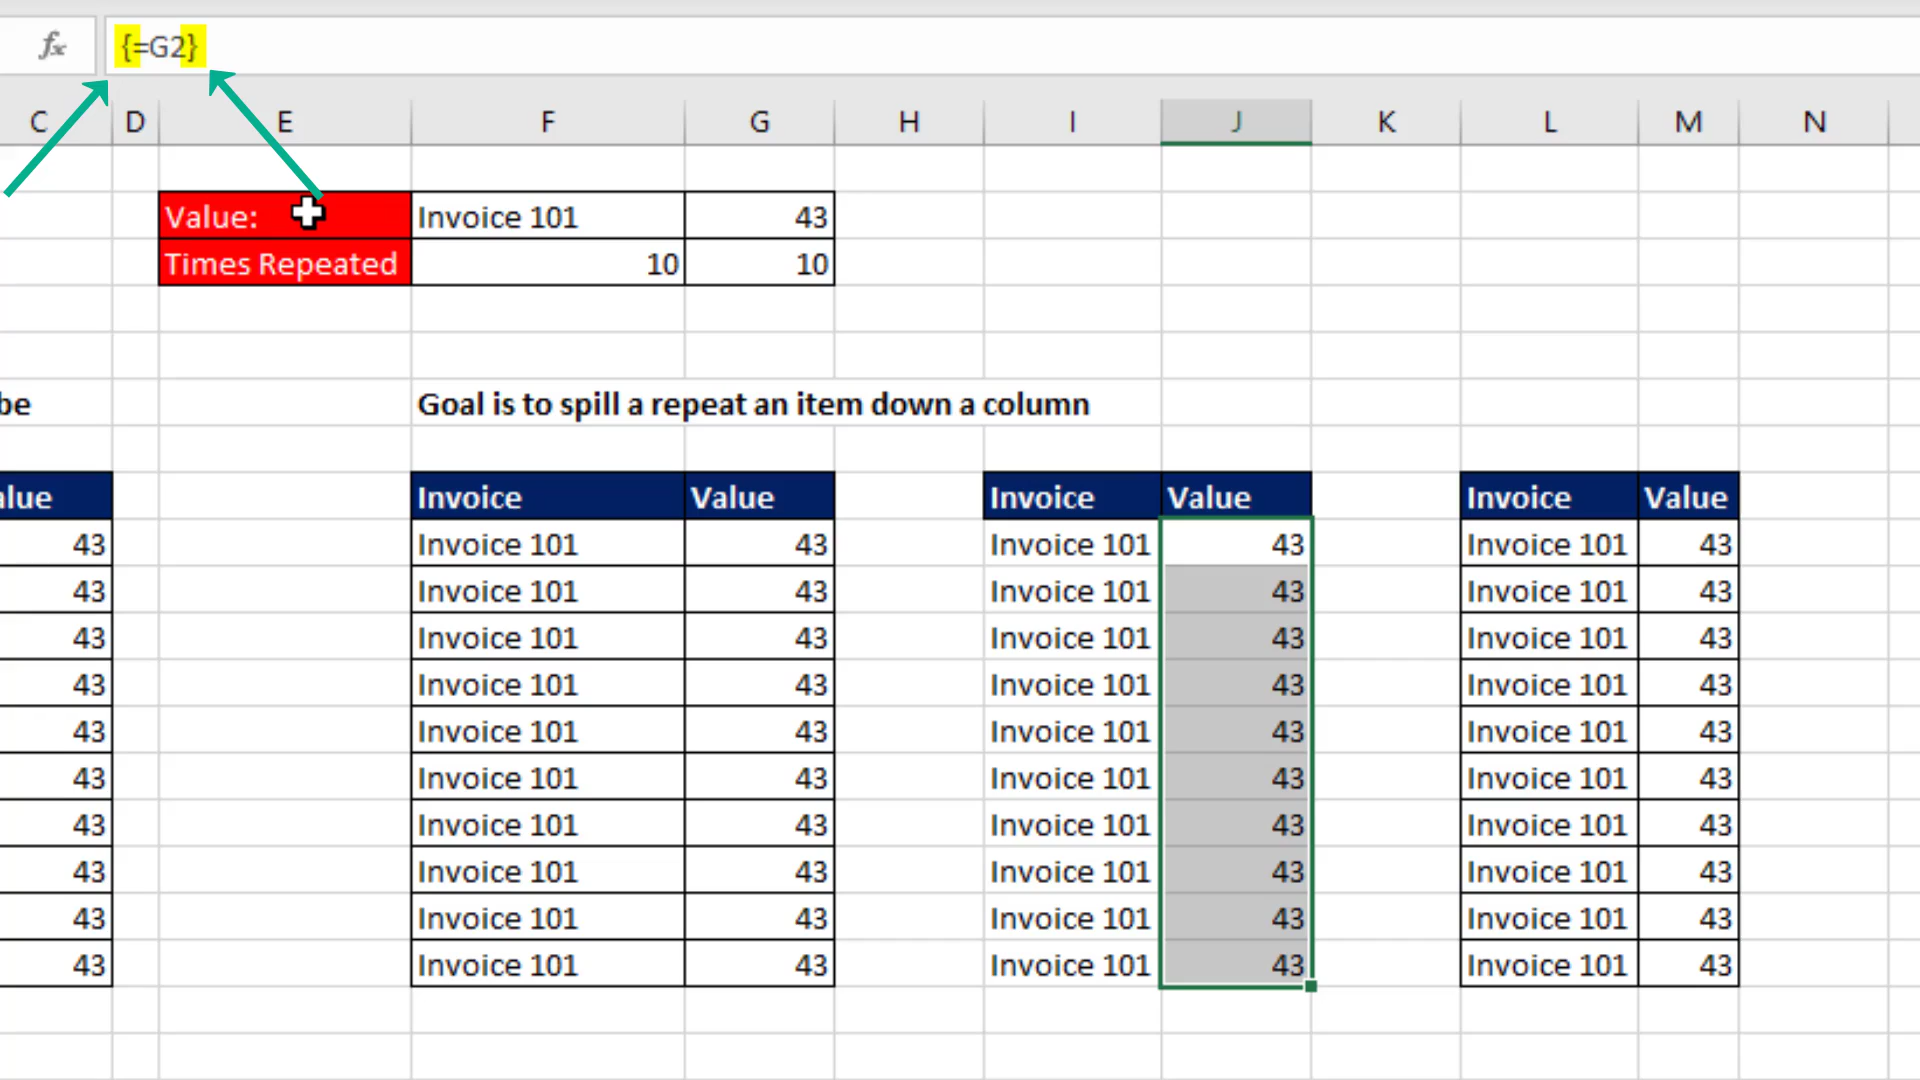 fx {=G2}
C D E F G H I J K L M N
Value: Invoice 101 43
Times Repeated 10 10
be Goal is to spill a repeat an item down a column
alue Invoice Value Invoice Value Invoice Value
43 Invoice 101 43 Invoice 101 43 Invoice 101 43
43 Invoice 101 43 Invoice 101 43 Invoice 101 43
43 Invoice 101 43 Invoice 101 43 Invoice 101 43
43 Invoice 101 43 Invoice 101 43 Invoice 101 43
43 Invoice 101 43 Invoice 101 43 Invoice 101 43
43 Invoice 101 43 Invoice 101 43 Invoice 101 43
43 Invoice 101 43 Invoice 101 43 Invoice 101 43
43 Invoice 101 43 Invoice 101 43 Invoice 101 43
43 Invoice 101 43 Invoice 101 43 Invoice 101 43
43 Invoice 101 43 Invoice 101 43 Invoice 101 43